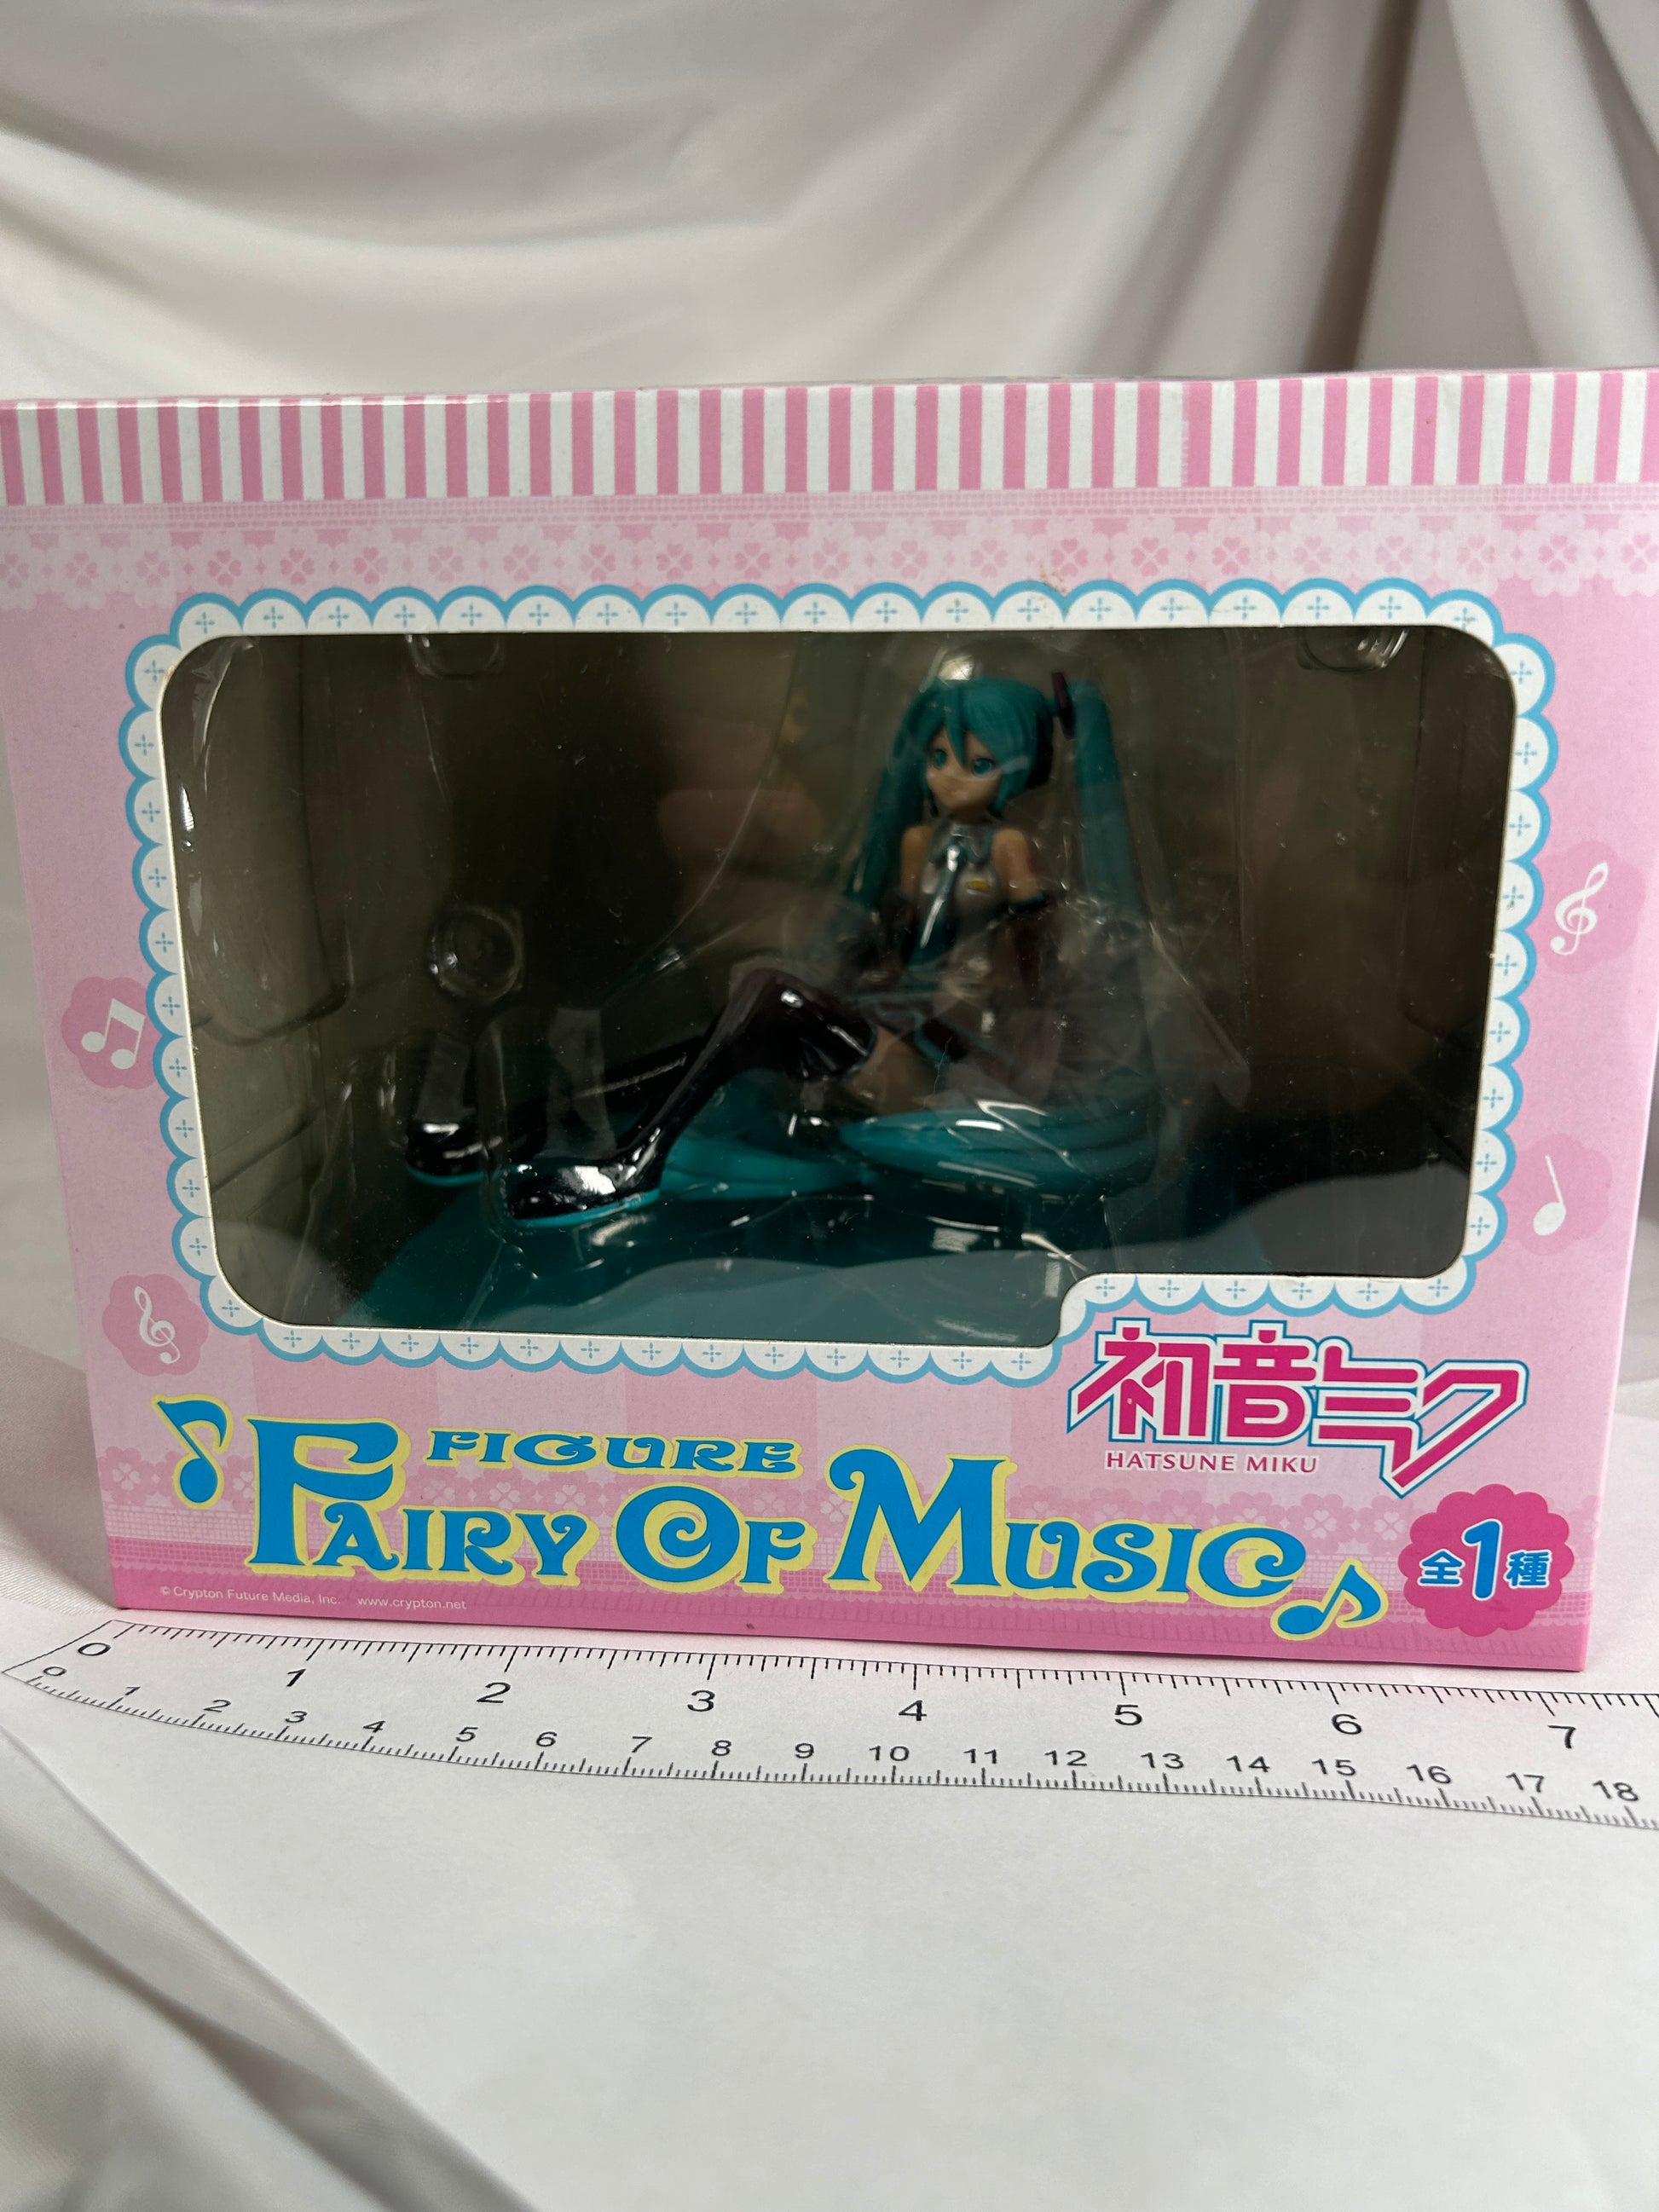 初音ミク
HATSUNE MIKU
FIGURE
FAIRY OF MUSIC
全1種
© Crypton Future Media, Inc. www.crypton.net
0 1 2 3 4 5 6 7
0 1 2 3 4 5 6 7 8 9 10 11 12 13 14 15 16 17 18